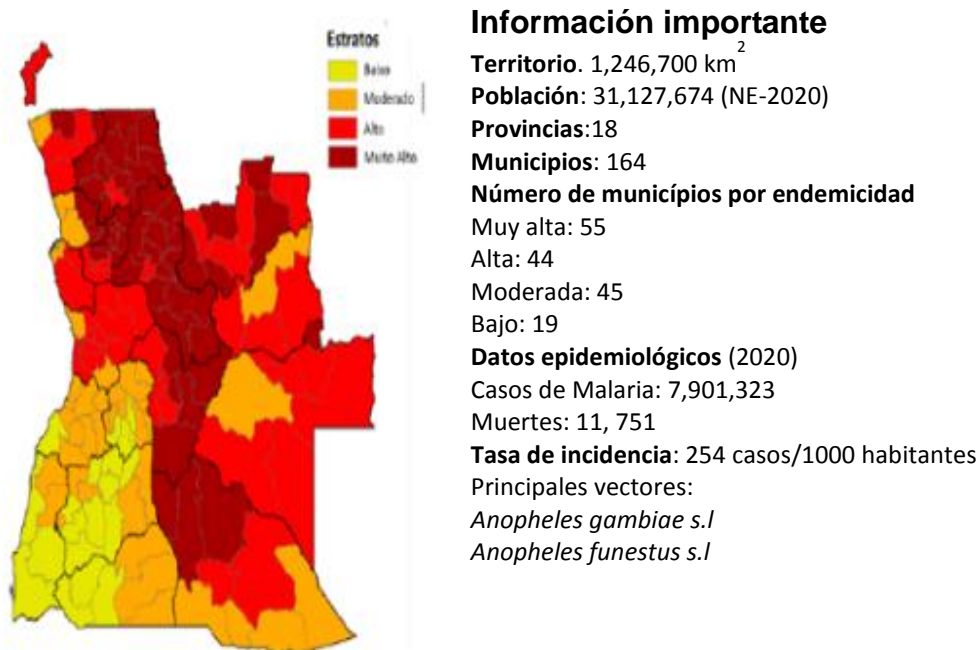 Estratos
Baixo
Moderado
Alto
Muito Alto
Información importante
Territorio. 1,246,700 km²
Población: 31,127,674 (NE-2020)
Provincias:18
Municipios: 164
Número de municípios por endemicidad
Muy alta: 55
Alta: 44
Moderada: 45
Bajo: 19
Datos epidemiológicos (2020)
Casos de Malaria: 7,901,323
Muertes: 11, 751
Tasa de incidencia: 254 casos/1000 habitantes
Principales vectores:
Anopheles gambiae s.l
Anopheles funestus s.l